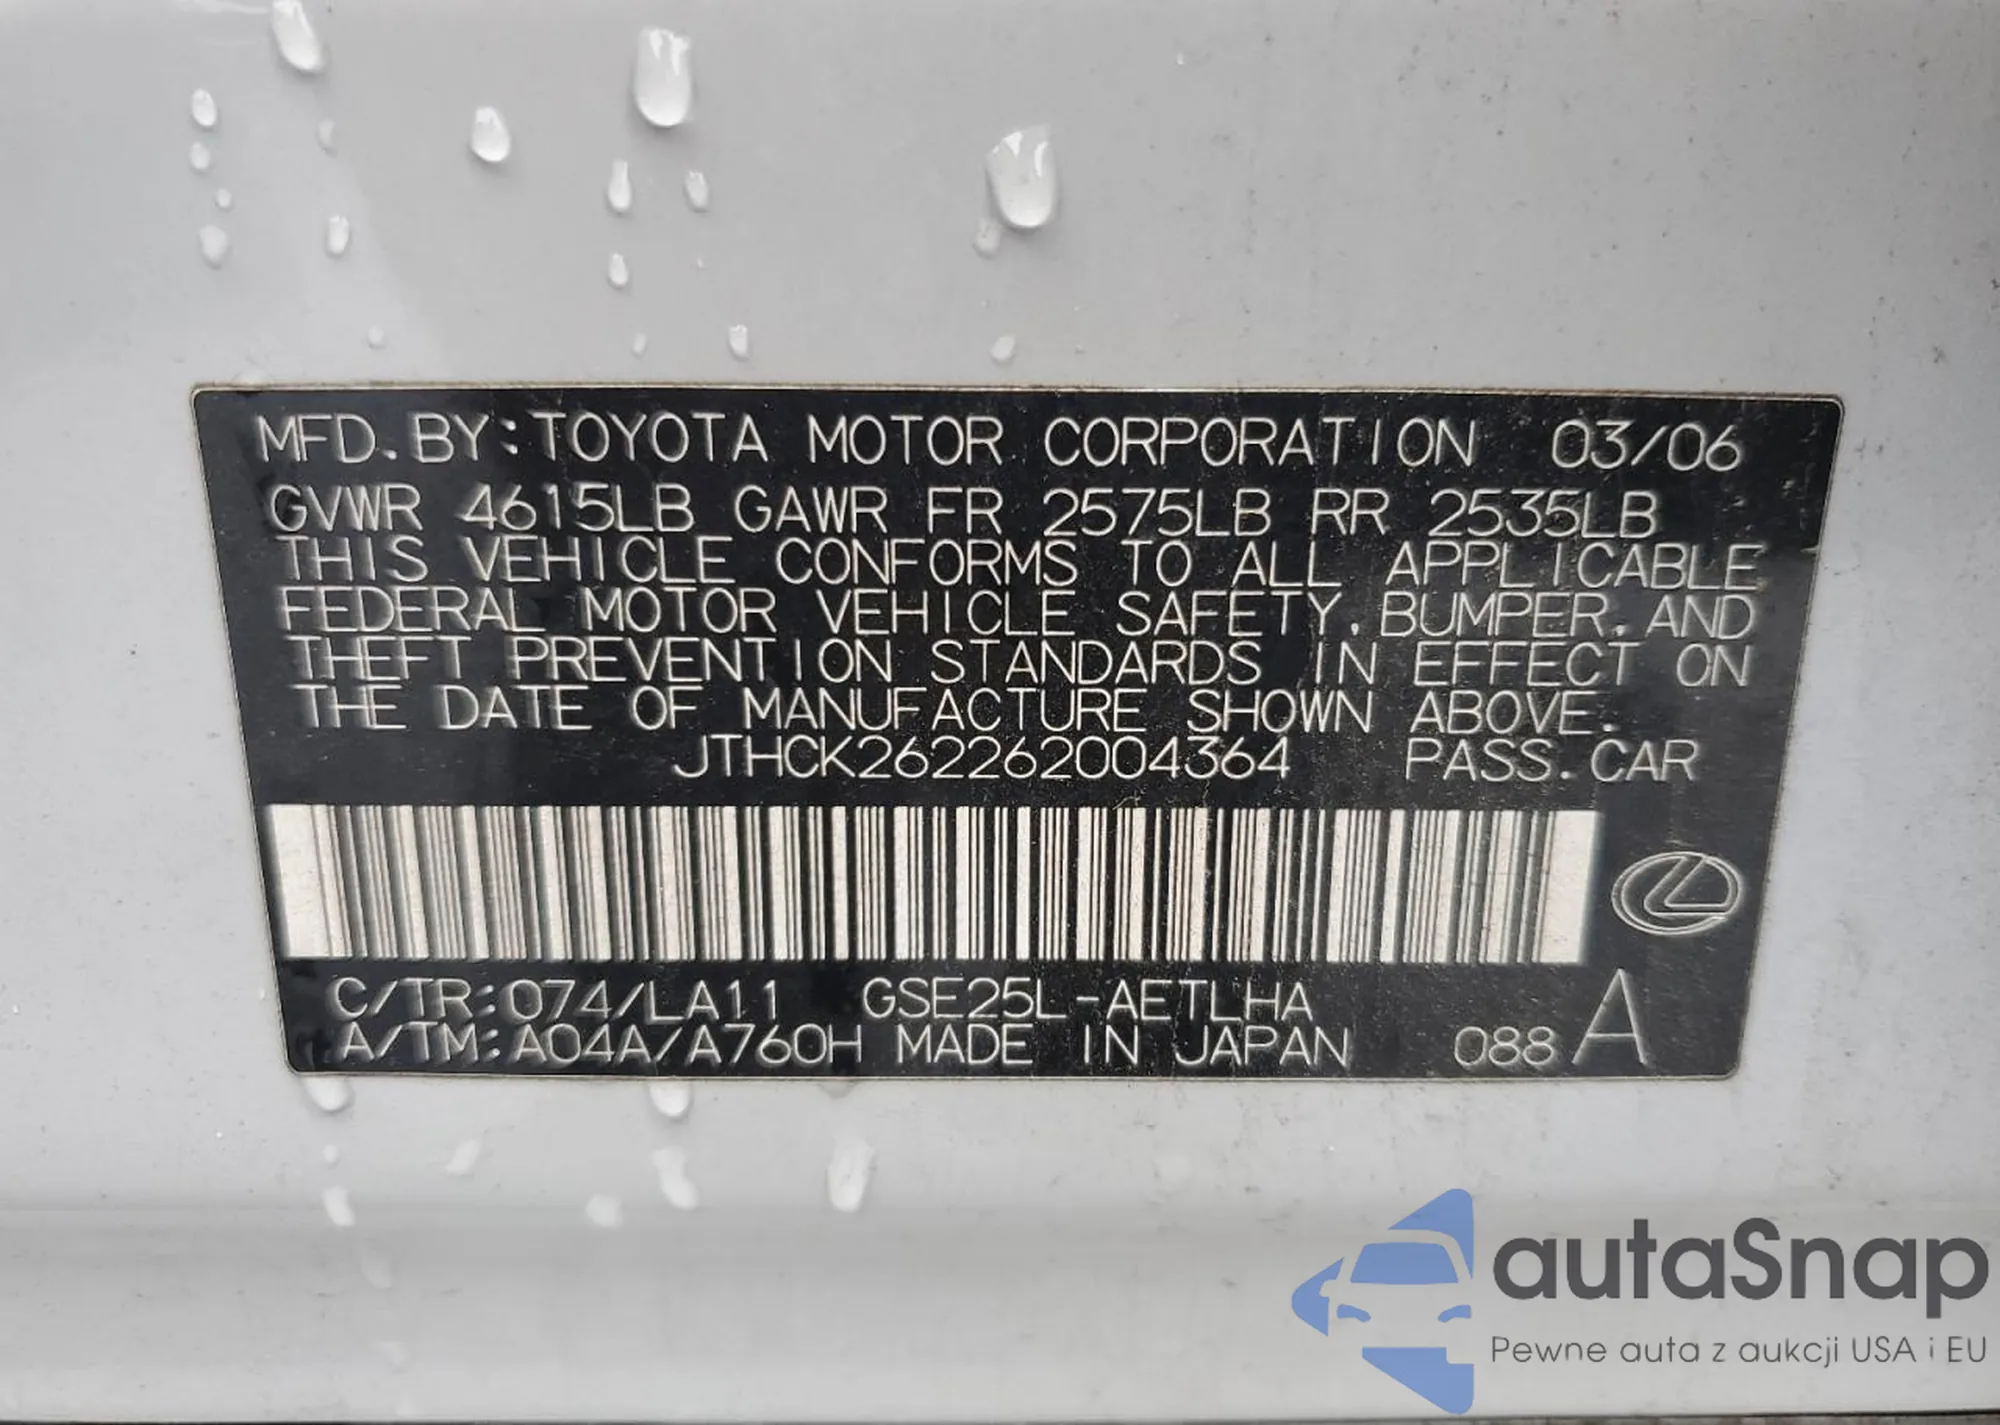 MFD. BY: TOYOTA MOTOR CORPORATION 03/06
GVWR 4615LB GAWR FR 2575LB RR 2535LB
THIS VEHICLE CONFORMS TO ALL APPLICABLE
FEDERAL MOTOR VEHICLE SAFETY, BUMPER, AND
THEFT PREVENTION STANDARDS IN EFFECT ON
THE DATE OF MANUFACTURE SHOWN ABOVE.
JTHCK262262004364 PASS. CAR
C/TR: 074/LA11 GSE25L-AETLHA
A/TM: A04A/A760H MADE IN JAPAN 088 A
autaSnap
Pewne auta z aukcji USA i EU